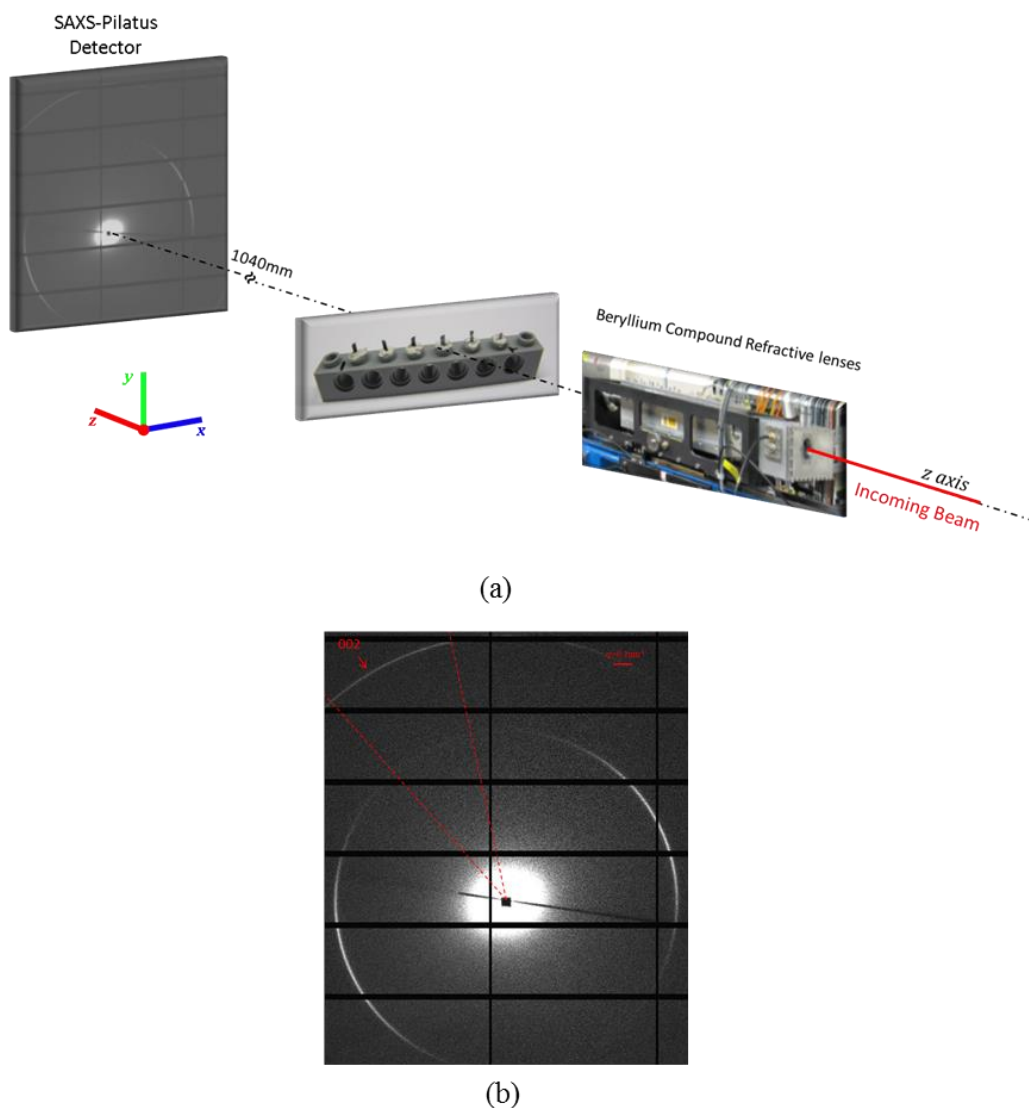 SAXS-Pilatus
Detector
1040mm
Beryllium Compound Refractive lenses
y
z
x
z axis
Incoming Beam
(a)
002
(b)